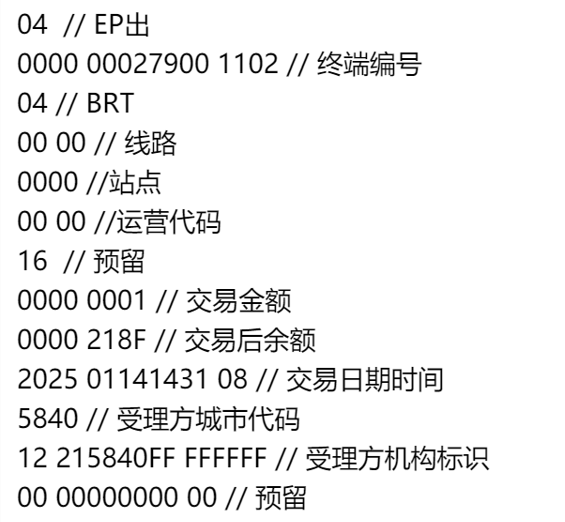 04  // EP出
0000 00027900 1102 // 终端编号
04 // BRT
00 00 // 线路
0000 //站点
00 00 //运营代码
16  // 预留
0000 0001 // 交易金额
0000 218F // 交易后余额
2025 01141431 08 // 交易日期时间
5840 // 受理方城市代码
12 215840FF FFFFFF // 受理方机构标识
00 00000000 00 // 预留